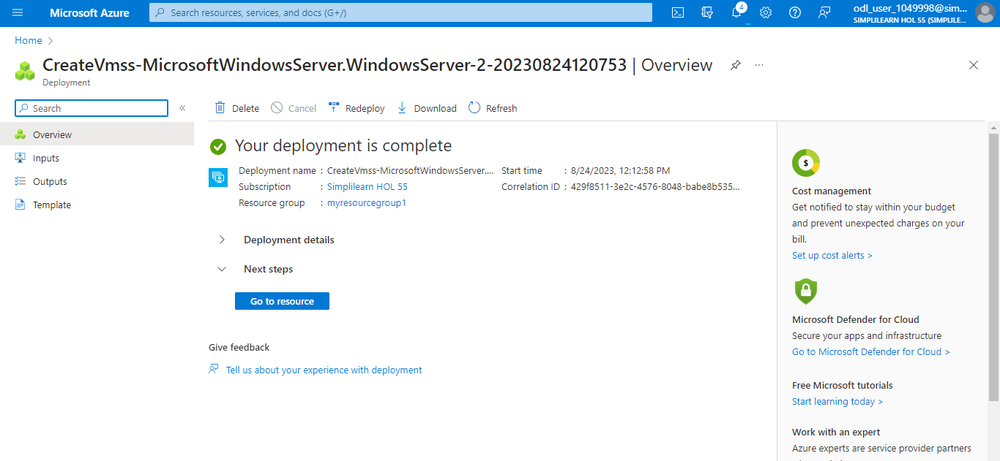 Microsoft Azure
Search resources, services, and docs (G+/)
4
odl_user_1049998@sim...
SIMPLILEARN HOL 55 (SIMPLILE...
Home
CreateVmss-MicrosoftWindowsServer.WindowsServer-2-20230824120753 | Overview
...
Deployment
Search
«
Delete
Cancel
Redeploy
Download
Refresh
Overview
Inputs
Outputs
Template
Your deployment is complete
Deployment name : CreateVmss-MicrosoftWindowsServer....
Subscription : Simplilearn HOL 55
Resource group : myresourcegroup1
Start time : 8/24/2023, 12:12:58 PM
Correlation ID : 429f8511-3e2c-4576-8048-babe8b535...
Deployment details
Next steps
Go to resource
Give feedback
Tell us about your experience with deployment
$
Cost management
Get notified to stay within your budget
and prevent unexpected charges on your
bill.
Set up cost alerts >
Microsoft Defender for Cloud
Secure your apps and infrastructure
Go to Microsoft Defender for Cloud >
Free Microsoft tutorials
Start learning today >
Work with an expert
Azure experts are service provider partners